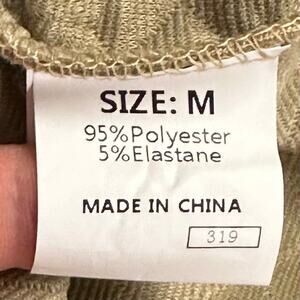 SIZE: M
95%Polyester
5%Elastane
MADE IN CHINA
319